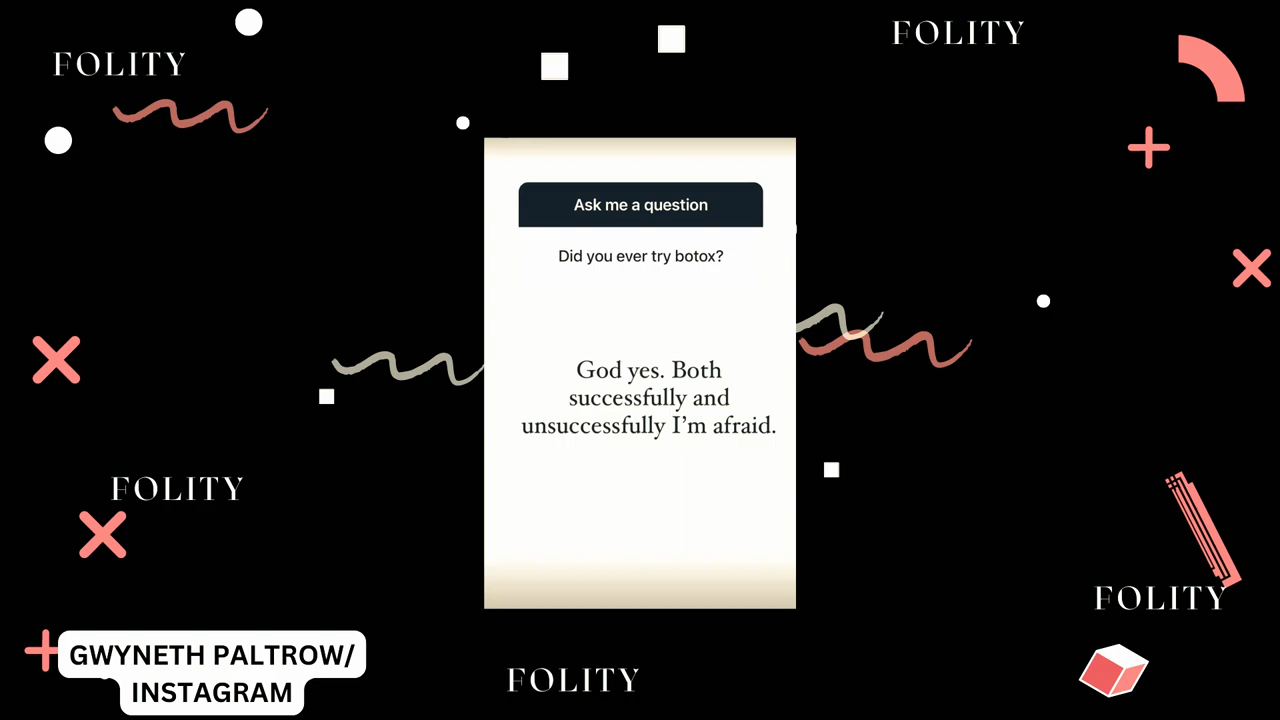 FOLITY
FOLITY
Ask me a question
Did you ever try botox?
God yes. Both
successfully and
unsuccessfully I’m afraid.
FOLITY
FOLITY
GWYNETH PALTROW/
INSTAGRAM
FOLITY